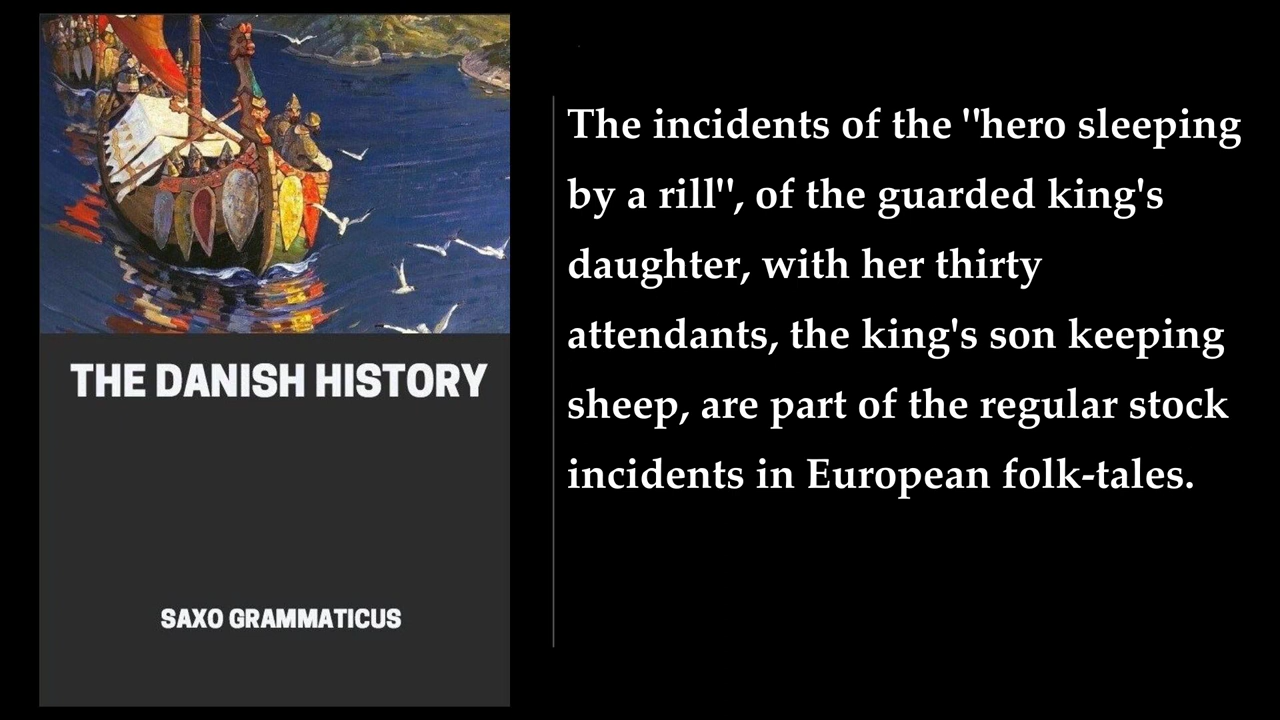 THE DANISH HISTORY
SAXO GRAMMATICUS
The incidents of the "hero sleeping
by a rill", of the guarded king's
daughter, with her thirty
attendants, the king's son keeping
sheep, are part of the regular stock
incidents in European folk-tales.